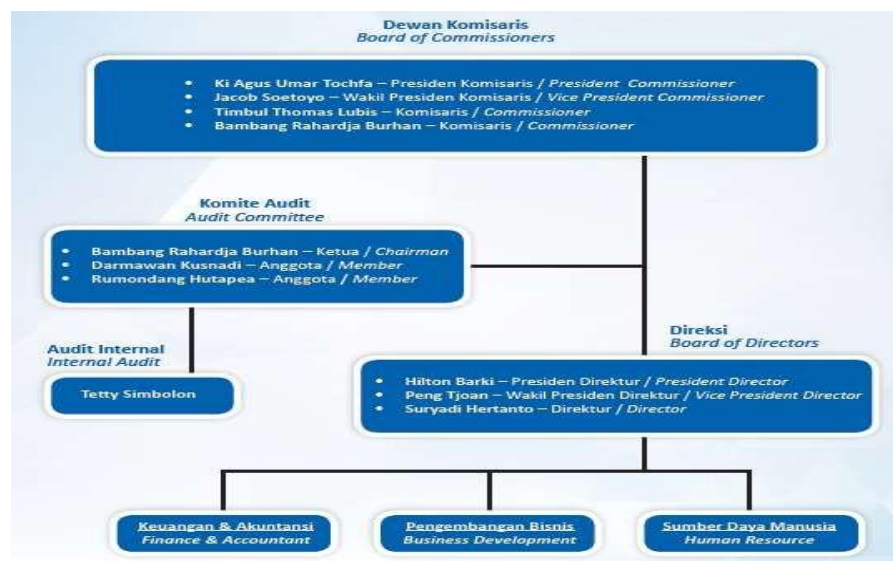 Dewan Komisaris
Board of Commissioners
• Ki Agus Umar Tochfa – Presiden Komisaris / President Commissioner
• Jacob Soetoyo – Wakil Presiden Komisaris / Vice President Commissioner
• Timbul Thomas Lubis – Komisaris / Commissioner
• Bambang Rahardja Burhan – Komisaris / Commissioner
Komite Audit
Audit Committee
• Bambang Rahardja Burhan – Ketua / Chairman
• Darmawan Kusnadi – Anggota / Member
• Rumondang Hutapea – Anggota / Member
Audit Internal
Internal Audit
Tetty Simbolon
Direksi
Board of Directors
• Hilton Barki – Presiden Direktur / President Director
• Peng Tjoan – Wakil Presiden Direktur / Vice President Director
• Suryadi Hertanto – Direktur / Director
Keuangan & Akuntansi
Finance & Accountant
Pengembangan Bisnis
Business Development
Sumber Daya Manusia
Human Resource